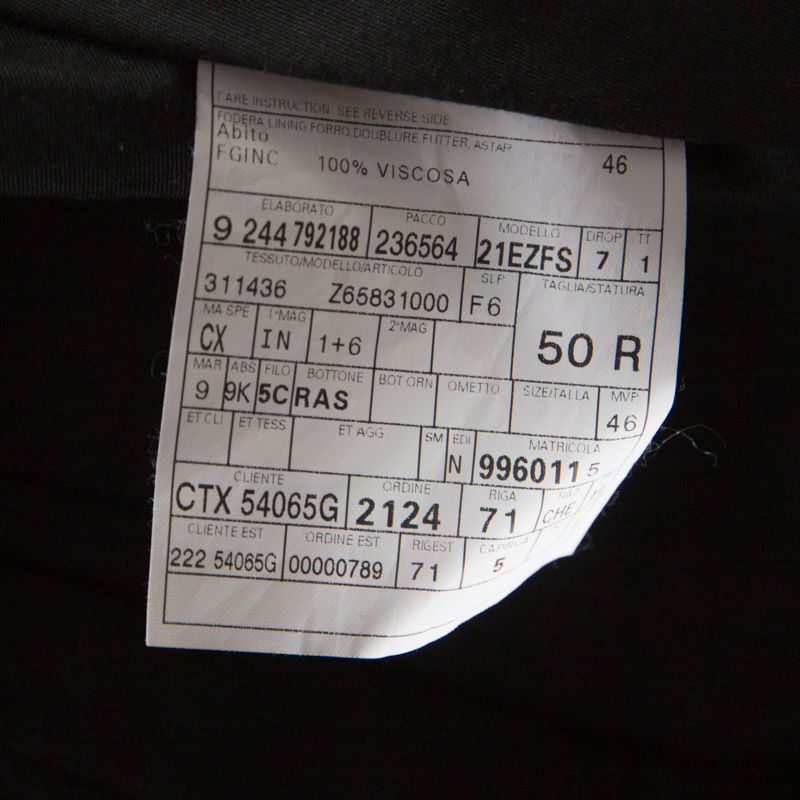 CARE INSTRUCTION SEE REVERSE SIDE
FODERA LINING FORRO, DOUBLURE FUTTER, ASTAP
Abito 46
FGINC 100% VISCOSA
ELABORATO PACCO MODELLO DROP TT
9 244 792188 236564 21EZFS 7 1
TESSUTO/MODELLO/ARTICOLO SLP TAGLIA/STATURA
311436 Z65831000 F6 50 R
MA SPE 1°MAG 2°MAG
CX IN 1+6
MAR ABS FILO BOTTONE BOT ORN OMETTO SIZE/TALLA MVP
9 9K 5C RAS 46
ET CLI ET TESS ET AGG SM EDI MATRICOLA
N 996011 5
CLIENTE ORDINE RIGA NAZ
CTX 54065G 2124 71 CHE
CLIENTE EST ORDINE EST RIGEST
222 54065G 00000789 71 5